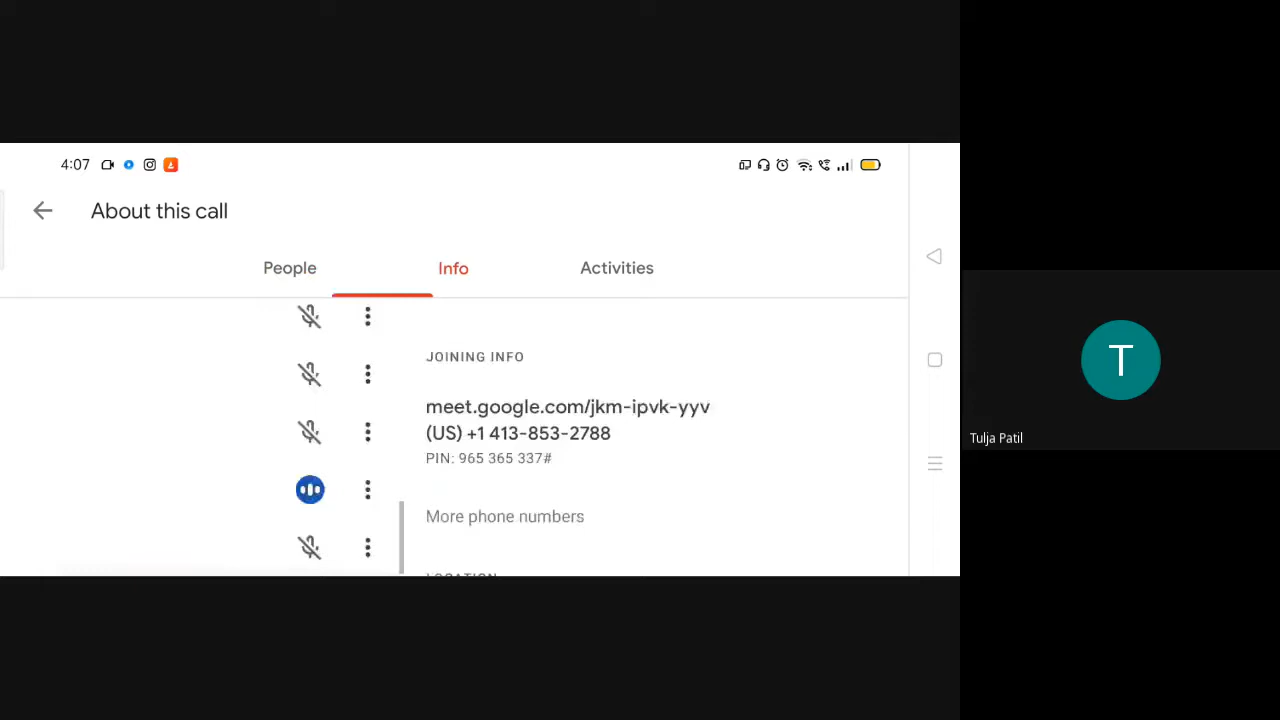 4:07
About this call
People
Info
Activities
JOINING INFO
meet.google.com/jkm-ipvk-yyv
(US) +1 413-853-2788
PIN: 965 365 337#
More phone numbers
LOCATION
T
Tulja Patil